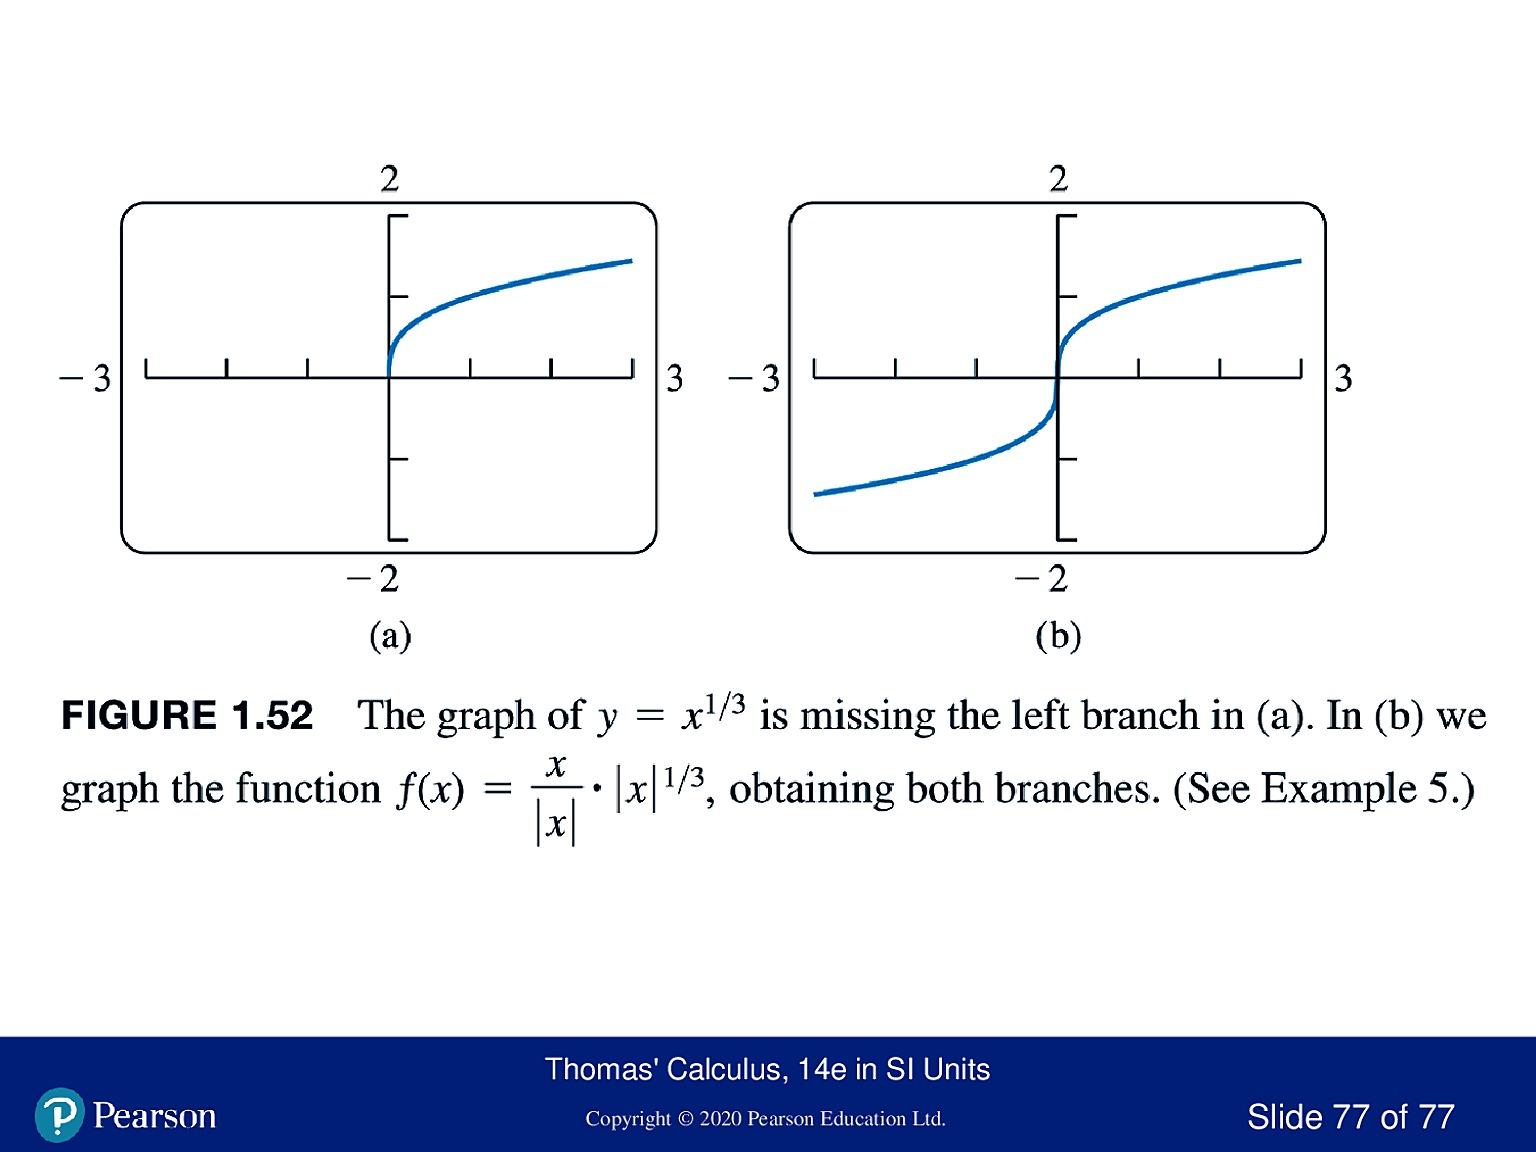 2
2
− 3
3
− 3
3
− 2
− 2
(a)
(b)
FIGURE 1.52 The graph of y = x^{1/3} is missing the left branch in (a). In (b) we
graph the function f(x) = \frac{x}{|x|} · |x|^{1/3}, obtaining both branches. (See Example 5.)
Thomas' Calculus, 14e in SI Units
Pearson
Copyright © 2020 Pearson Education Ltd.
Slide 77 of 77